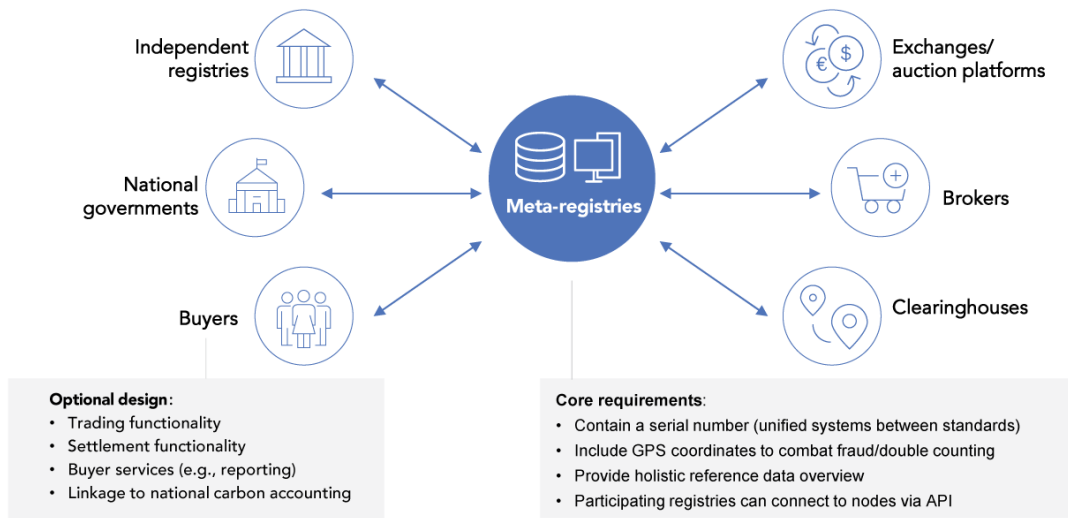 Independent
registries
National
governments
Buyers
€
$
Meta-registries
Exchanges/
auction platforms
Brokers
Clearinghouses
Optional design:
• Trading functionality
• Settlement functionality
• Buyer services (e.g., reporting)
• Linkage to national carbon accounting
Core requirements:
• Contain a serial number (unified systems between standards)
• Include GPS coordinates to combat fraud/double counting
• Provide holistic reference data overview
• Participating registries can connect to nodes via API